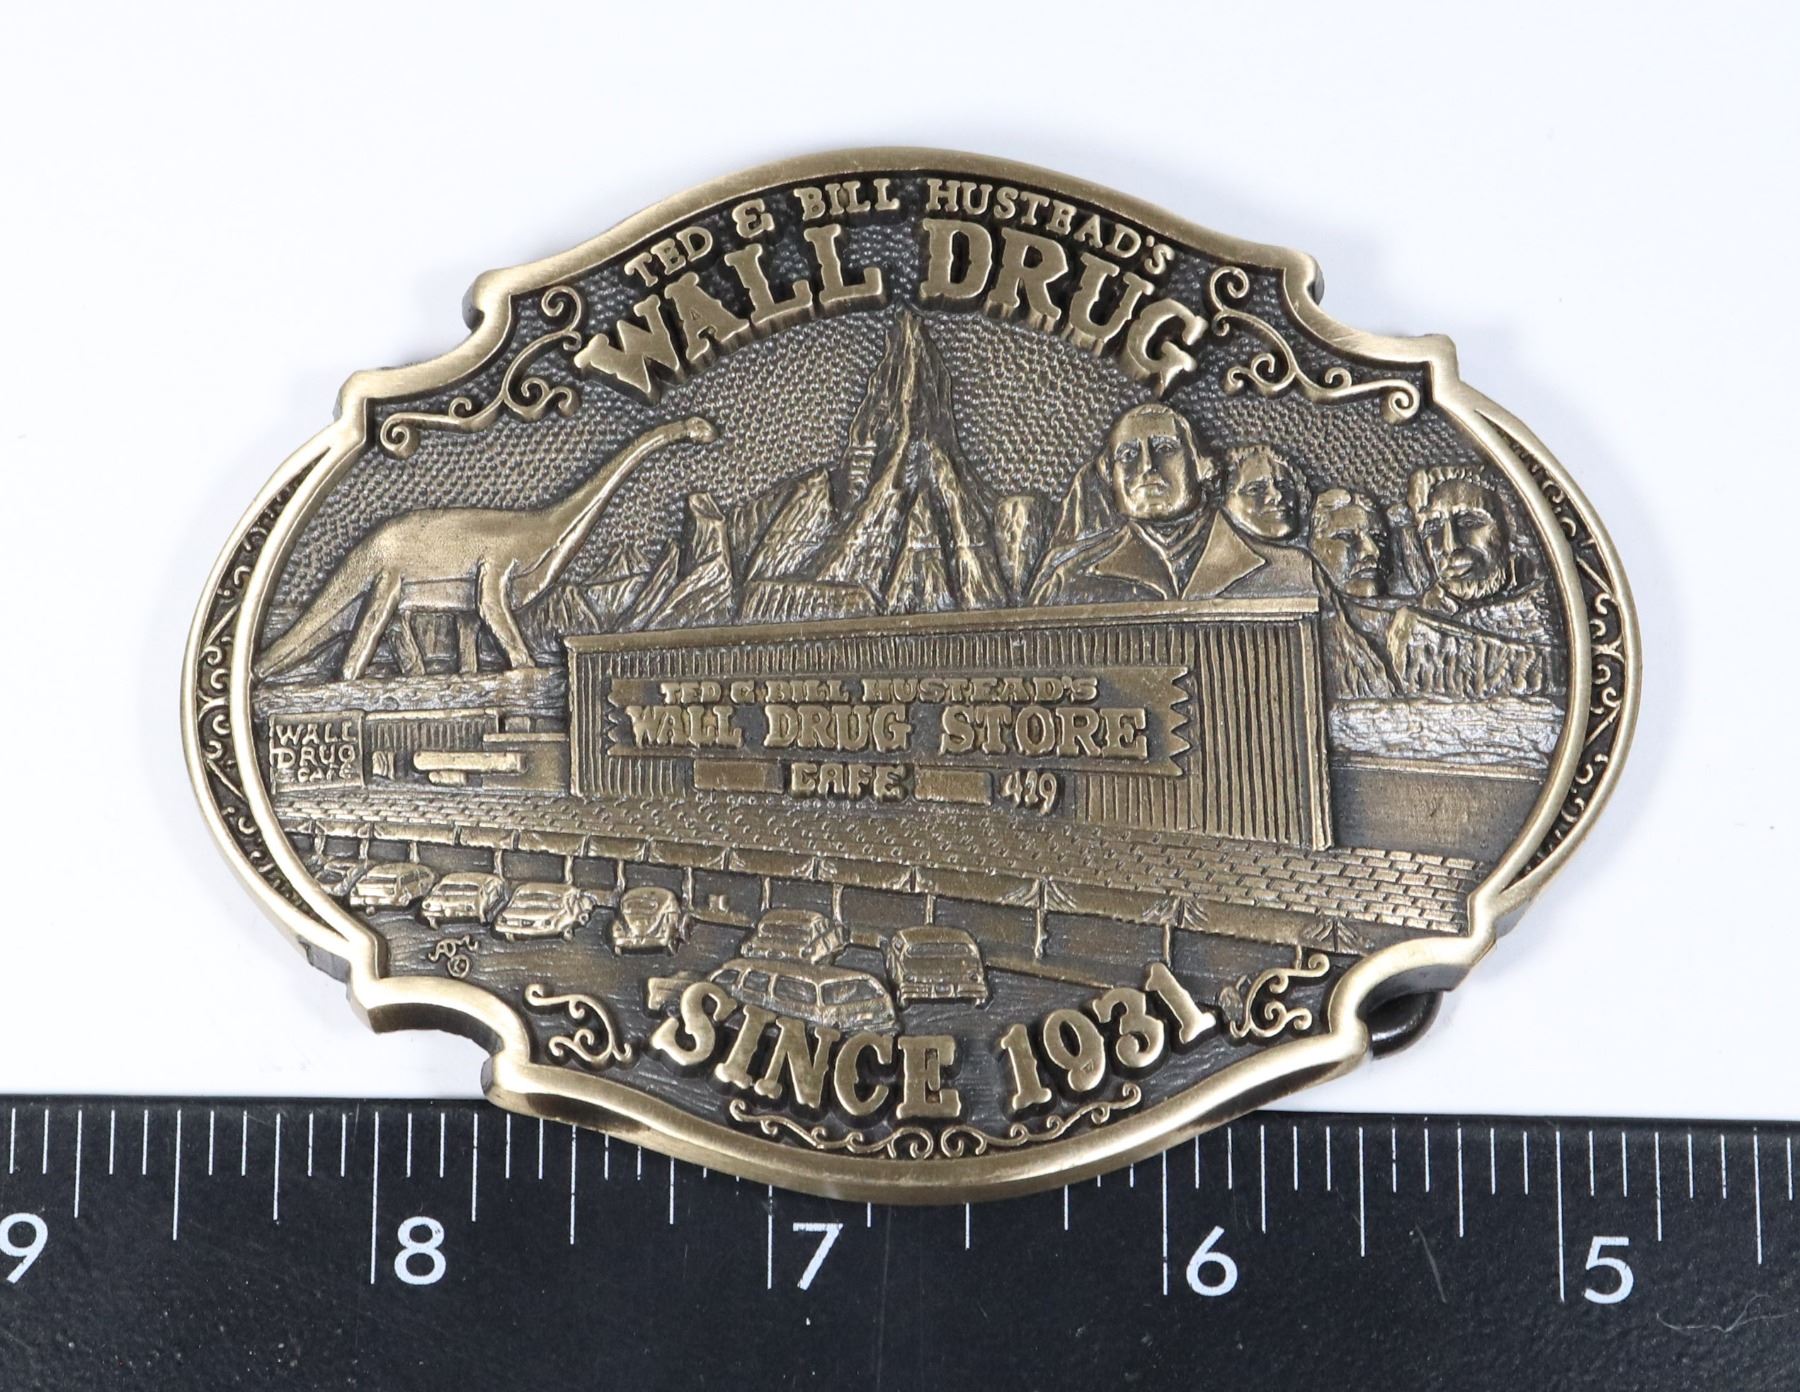 TED & BILL HUSTEAD'S
WALL DRUG
TED & BILL HUSTEAD'S
WALL DRUG STORE
CAFE 419
WALL
DRUG
CAFE
©
SINCE 1931
9 8 7 6 5